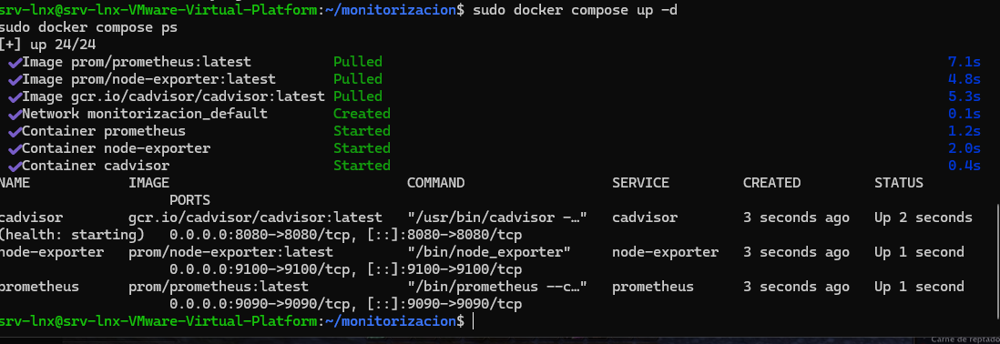 srv-lnx@srv-lnx-VMware-Virtual-Platform:~/monitorizacion$ sudo docker compose up -d
sudo docker compose ps
[+] up 24/24
✔Image prom/prometheus:latest Pulled 7.1s
✔Image prom/node-exporter:latest Pulled 4.8s
✔Image gcr.io/cadvisor/cadvisor:latest Pulled 5.3s
✔Network monitorizacion_default Created 0.1s
✔Container prometheus Started 1.2s
✔Container node-exporter Started 2.0s
✔Container cadvisor Started 0.4s
NAME IMAGE COMMAND SERVICE CREATED STATUS
PORTS
cadvisor gcr.io/cadvisor/cadvisor:latest "/usr/bin/cadvisor -…" cadvisor 3 seconds ago Up 2 seconds
(health: starting) 0.0.0.0:8080->8080/tcp, [::]:8080->8080/tcp
node-exporter prom/node-exporter:latest "/bin/node_exporter" node-exporter 3 seconds ago Up 1 second
0.0.0.0:9100->9100/tcp, [::]:9100->9100/tcp
prometheus prom/prometheus:latest "/bin/prometheus --c…" prometheus 3 seconds ago Up 1 second
0.0.0.0:9090->9090/tcp, [::]:9090->9090/tcp
srv-lnx@srv-lnx-VMware-Virtual-Platform:~/monitorizacion$
Carne de reptado